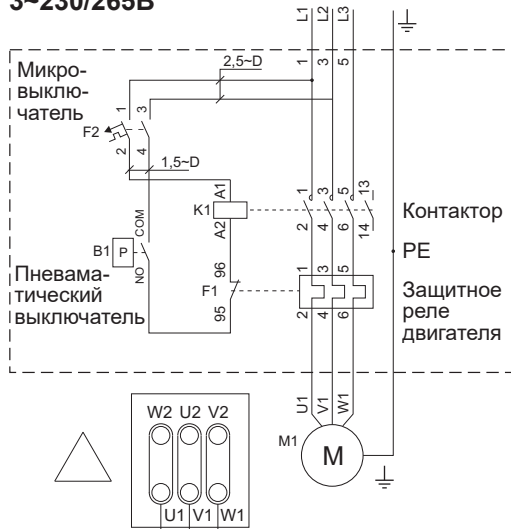 3~230/265В
L1 L2 L3
1 3 5
2,5~D
Микро-
выклю-
чатель
1 3
F2
2 4
1,5~D
A1
K1
A2
1 3 5 13
2 4 6 14
Контактор
COM
B1 P
NO
PE
Пневма-
тический
выключатель
96
F1
95
1 3 5
2 4 6
Защитное
реле
двигателя
U1 V1 W1
M1
M
W2 U2 V2
U1 V1 W1